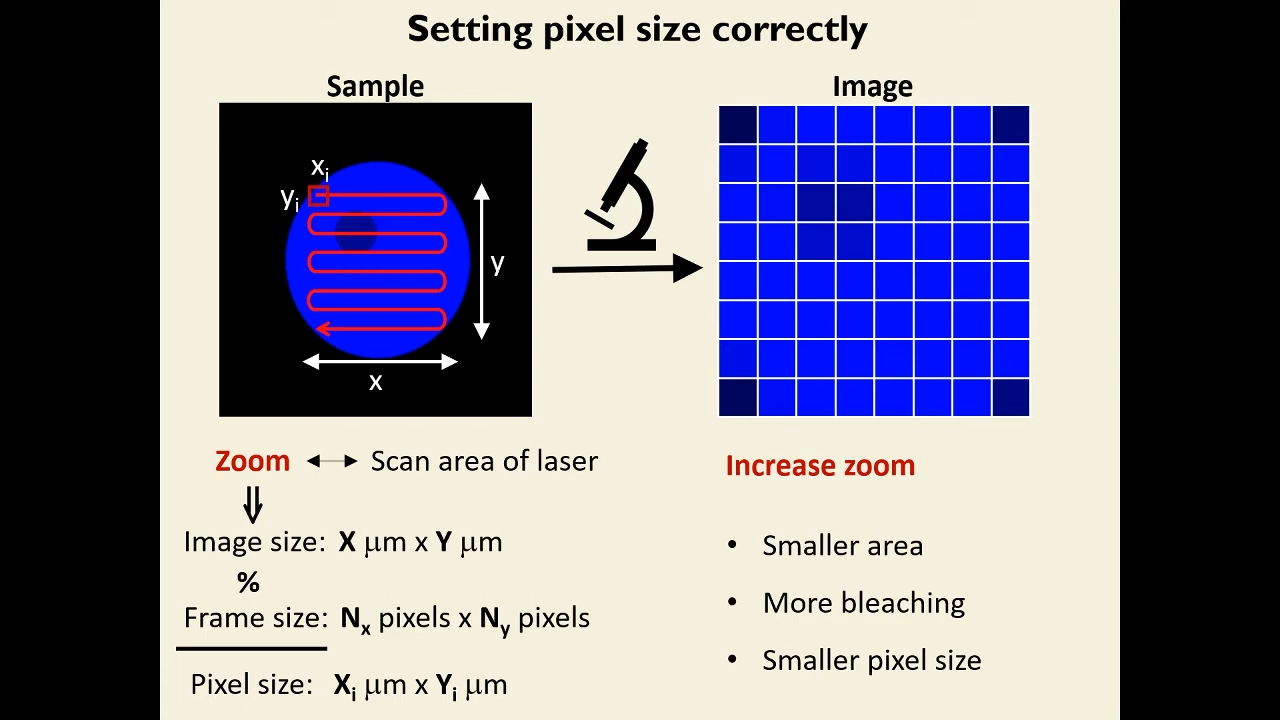 Setting pixel size correctly
Sample
Image
xi
yi
y
x
Zoom ↔ Scan area of laser
⇓
Image size: X μm x Y μm
%
Frame size: Nx pixels x Ny pixels
Pixel size: Xi μm x Yi μm
Increase zoom
• Smaller area
• More bleaching
• Smaller pixel size